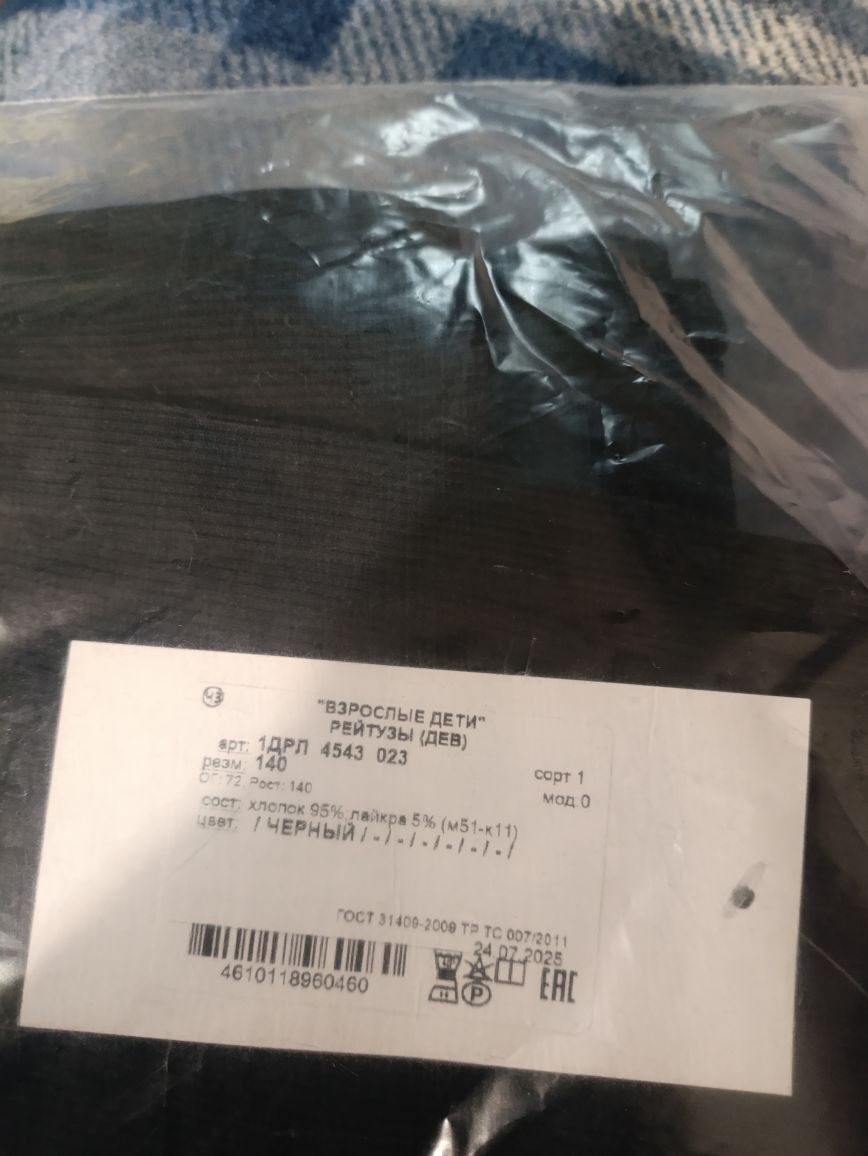 ЧЗ
"ВЗРОСЛЫЕ ДЕТИ"
РЕЙТУЗЫ (ДЕВ)
арт: 1ДРЛ 4543 023
разм: 140
сорт 1
ОГ: 72, Рост: 140
мод.0
сост: хлопок 95%, лайкра 5% (м51-к11)
цвет: / ЧЕРНЫЙ / - / - / - / - / - / - /
ГОСТ 31409-2009 ТР ТС 007/2011
24.07.2025
4610118960460
P
EAC